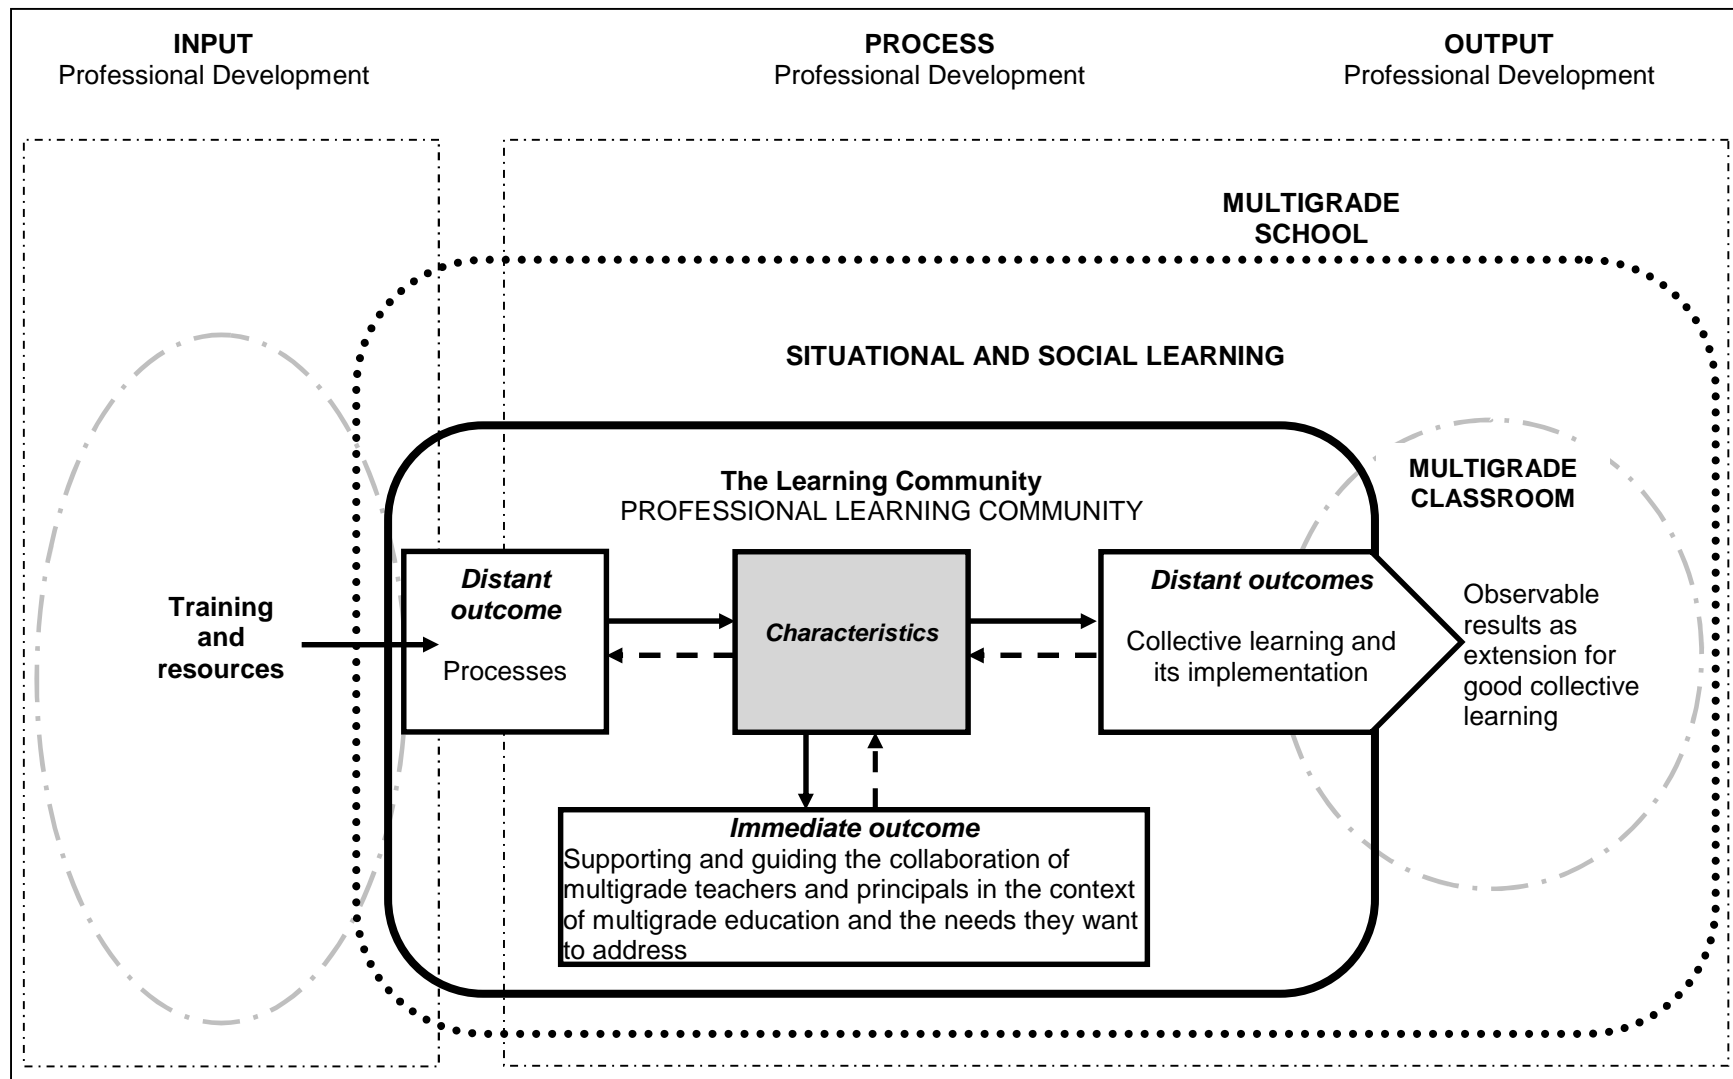 INPUT
Professional Development
PROCESS
Professional Development
OUTPUT
Professional Development
MULTIGRADE
SCHOOL
SITUATIONAL AND SOCIAL LEARNING
The Learning Community
PROFESSIONAL LEARNING COMMUNITY
MULTIGRADE
CLASSROOM
Training
and
resources
Distant
outcome
Processes
Characteristics
Distant outcomes
Collective learning and
its implementation
Observable
results as
extension for
good collective
learning
Immediate outcome
Supporting and guiding the collaboration of
multigrade teachers and principals in the context
of multigrade education and the needs they want
to address